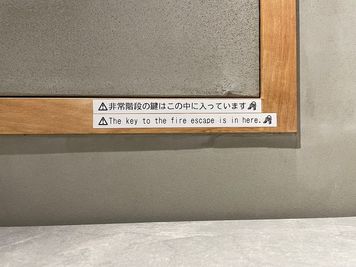 ⚠非常階段の鍵はこの中に入っています
⚠The key to the fire escape is in here.